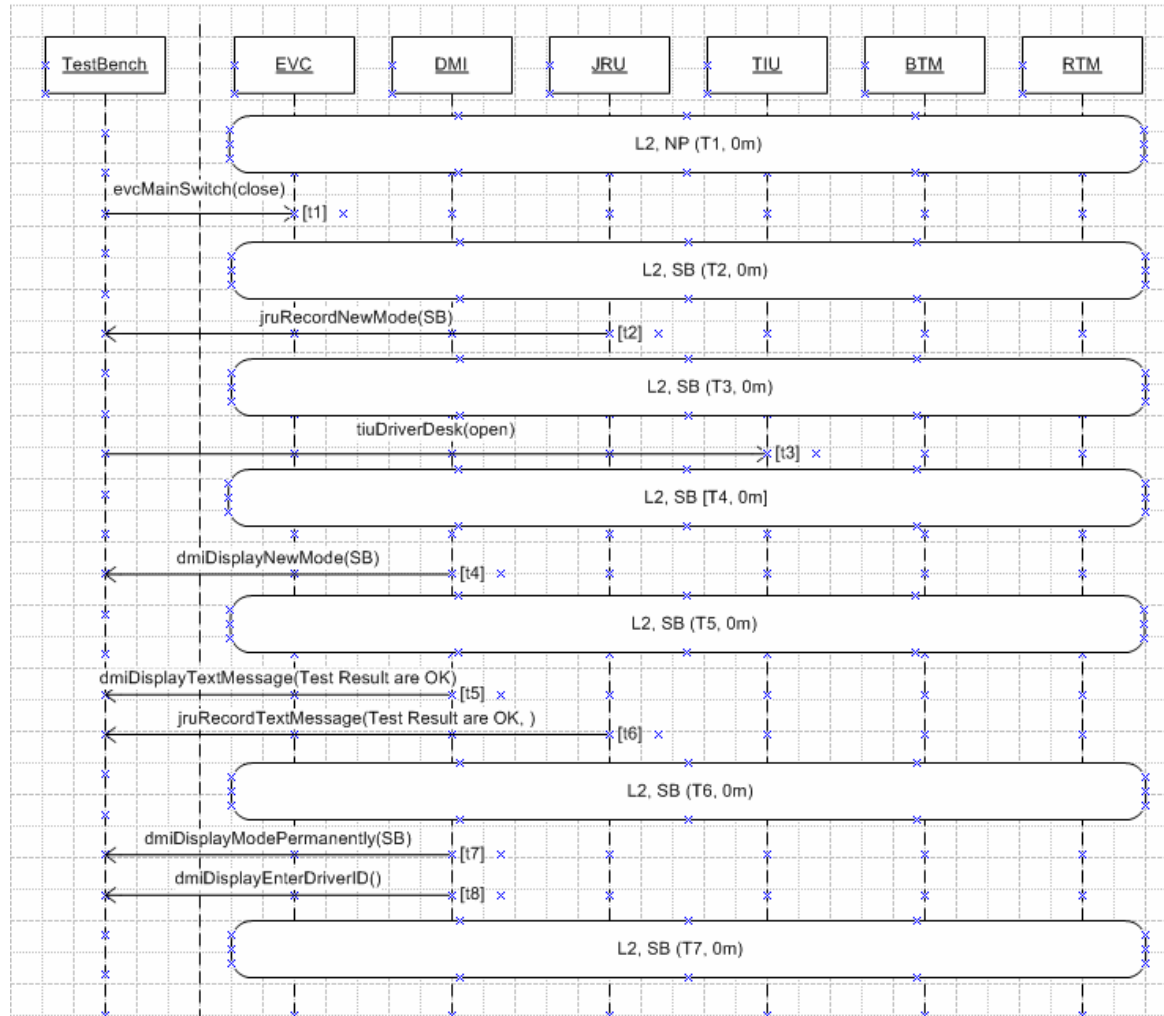 TestBench EVC DMI JRU TIU BTM RTM
L2, NP (T1, 0m)
evcMainSwitch(close)
[t1]
L2, SB (T2, 0m)
jruRecordNewMode(SB)
[t2]
L2, SB (T3, 0m)
tiuDriverDesk(open)
[t3]
L2, SB [T4, 0m]
dmiDisplayNewMode(SB)
[t4]
L2, SB (T5, 0m)
dmiDisplayTextMessage(Test Result are OK)
[t5]
jruRecordTextMessage(Test Result are OK, )
[t6]
L2, SB (T6, 0m)
dmiDisplayModePermanently(SB)
[t7]
dmiDisplayEnterDriverID()
[t8]
L2, SB (T7, 0m)